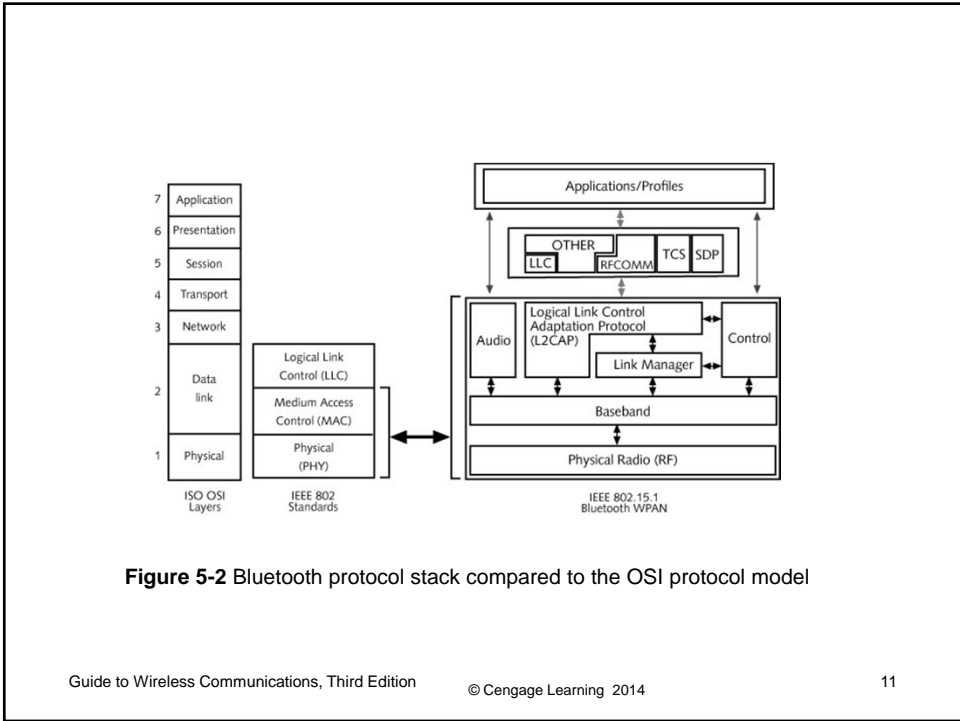 7 Application
6 Presentation
5 Session
4 Transport
3 Network
2 Data
link
1 Physical
ISO OSI
Layers
Logical Link
Control (LLC)
Medium Access
Control (MAC)
Physical
(PHY)
IEEE 802
Standards
Applications/Profiles
OTHER
LLC
RFCOMM
TCS
SDP
Audio
Logical Link Control
Adaptation Protocol
(L2CAP)
Control
Link Manager
Baseband
Physical Radio (RF)
IEEE 802.15.1
Bluetooth WPAN
Figure 5-2 Bluetooth protocol stack compared to the OSI protocol model
Guide to Wireless Communications, Third Edition
© Cengage Learning 2014
11